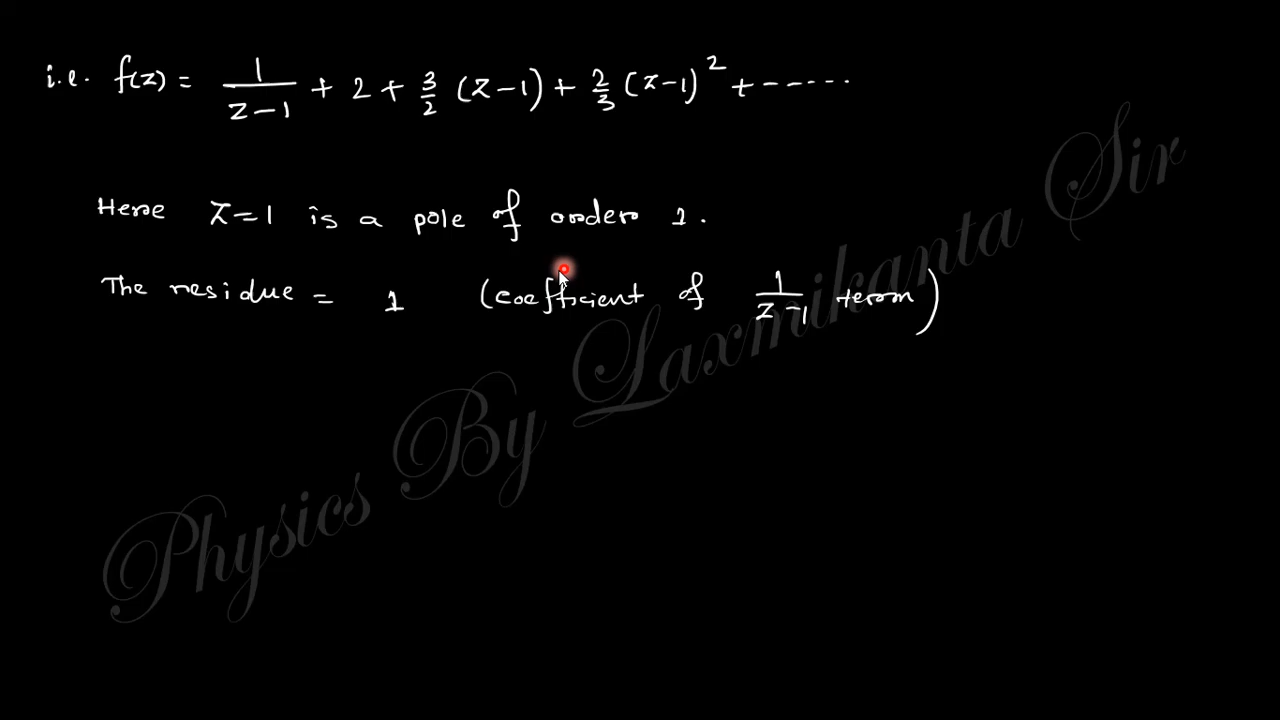 i.e. f(z) = 1/(z-1) + 2 + 3/2 (z-1) + 2/3 (z-1)^2 + ------
Here z=1 is a pole of order 1.
The residue = 1 (coefficient of 1/(z-1) term)
Physics By Laxmikanta Sir